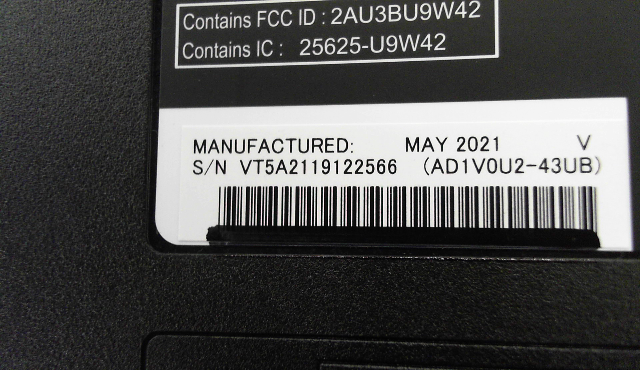 Contains FCC ID : 2AU3BU9W42
Contains IC : 25625-U9W42
MANUFACTURED: MAY 2021 V
S/N VT5A2119122566 (AD1V0U2-43UB)